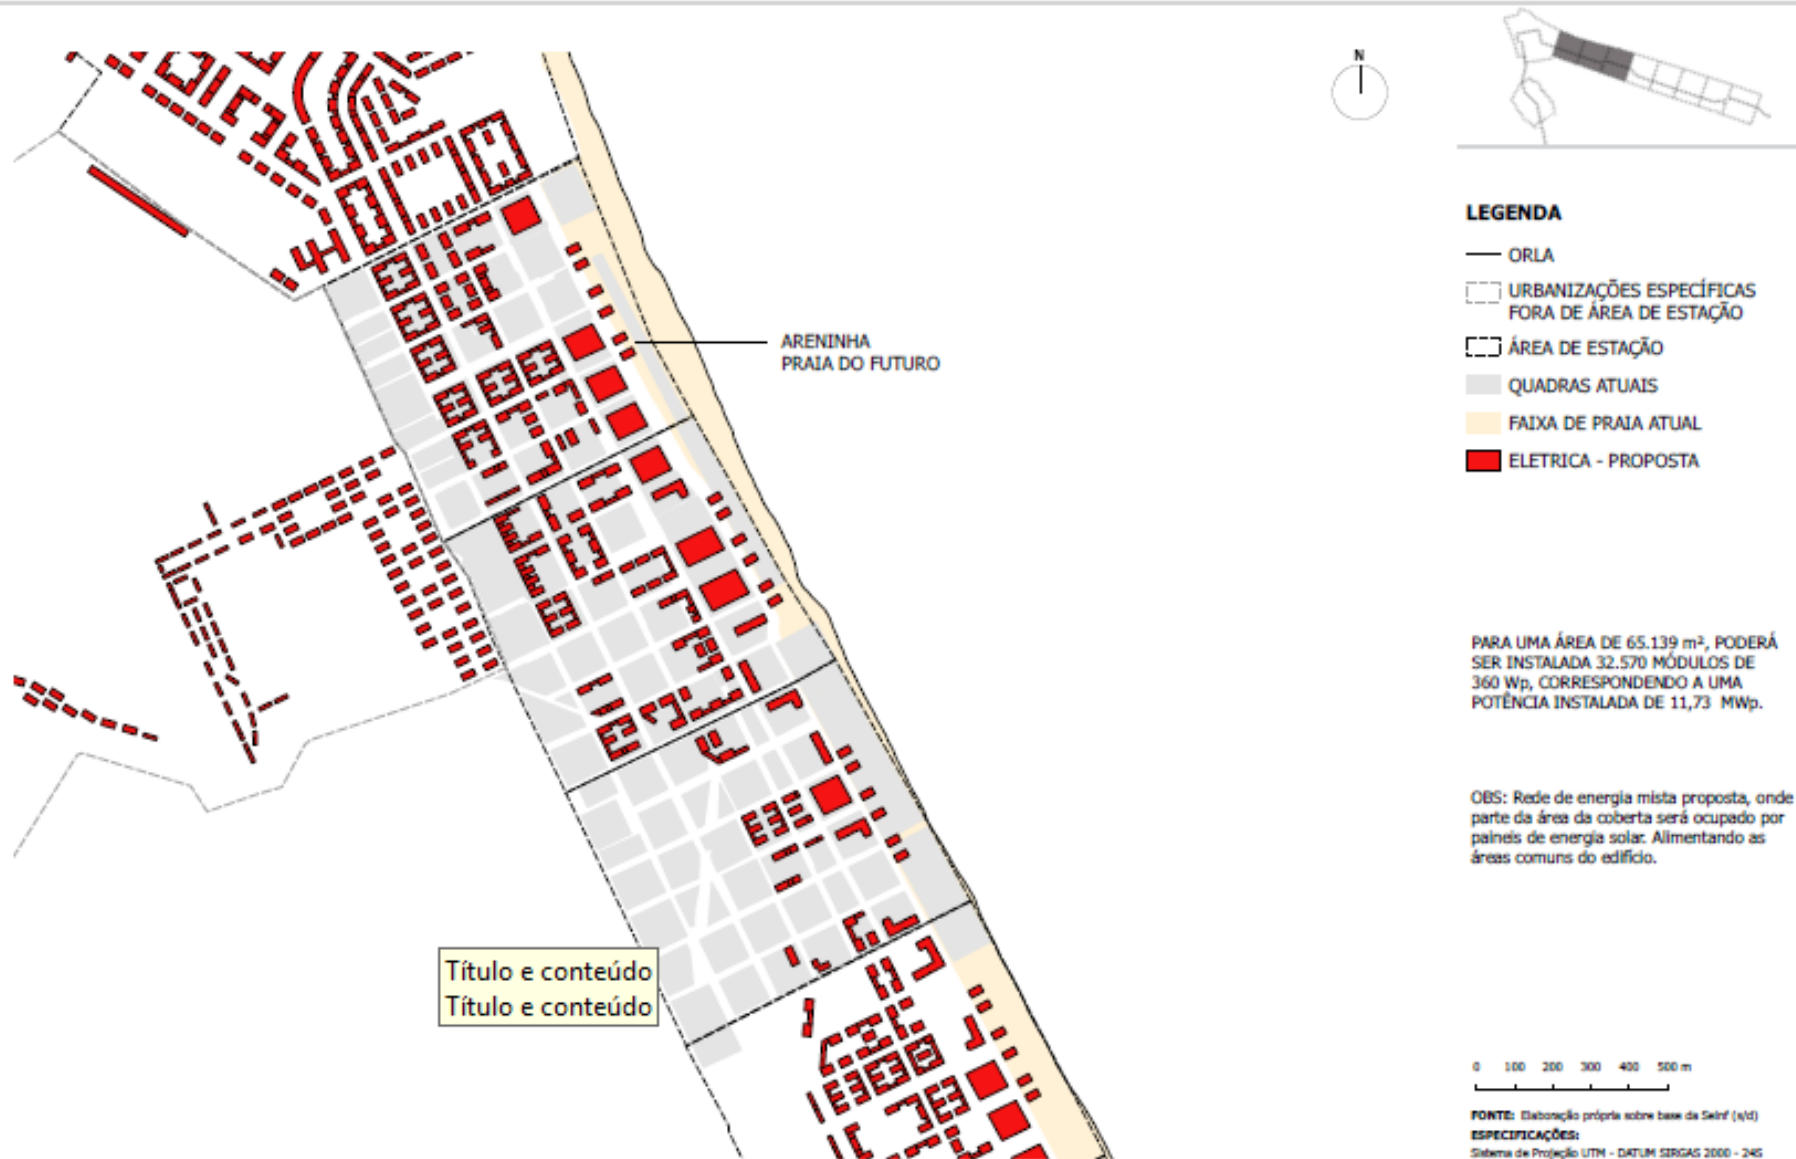 N
LEGENDA
ORLA
URBANIZAÇÕES ESPECÍFICAS
FORA DE ÁREA DE ESTAÇÃO
ÁREA DE ESTAÇÃO
QUADRAS ATUAIS
FAIXA DE PRAIA ATUAL
ELETRICA - PROPOSTA
ARENINHA
PRAIA DO FUTURO
PARA UMA ÁREA DE 65.139 m², PODERÁ
SER INSTALADA 32.570 MÓDULOS DE
360 Wp, CORRESPONDENDO A UMA
POTÊNCIA INSTALADA DE 11,73 MWp.
OBS: Rede de energia mista proposta, onde
parte da área da coberta será ocupado por
paineis de energia solar. Alimentando as
áreas comuns do edifício.
Título e conteúdo
Título e conteúdo
0 100 200 300 400 500 m
FONTE: Elaboração própria sobre base da Seinf (s/d)
ESPECIFICAÇÕES:
Sistema de Projeção UTM - DATUM SIRGAS 2000 - 24S